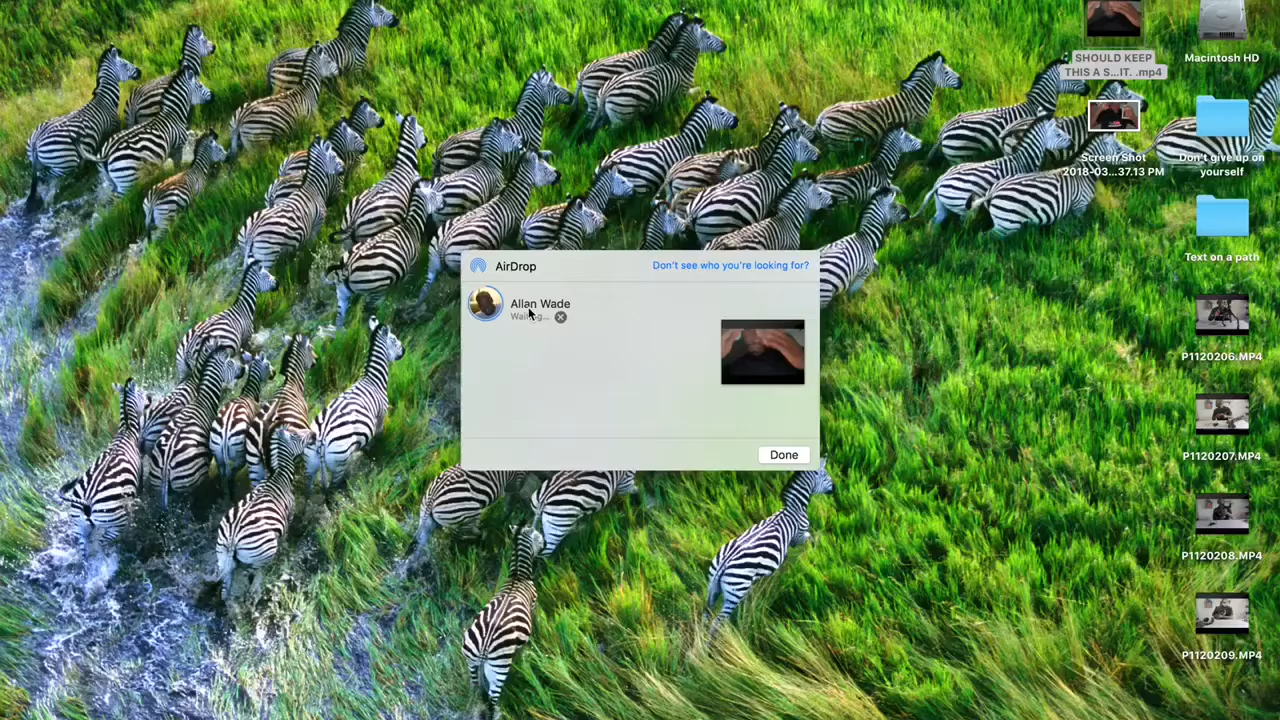 SHOULD KEEP
THIS A S...IT. .mp4
Macintosh HD
Screen Shot
2018-03...37.13 PM
Don't give up on
yourself
Text on a path
AirDrop
Don't see who you're looking for?
Allan Wade
Waiting...
P1120206.MP4
P1120207.MP4
Done
P1120208.MP4
P1120209.MP4